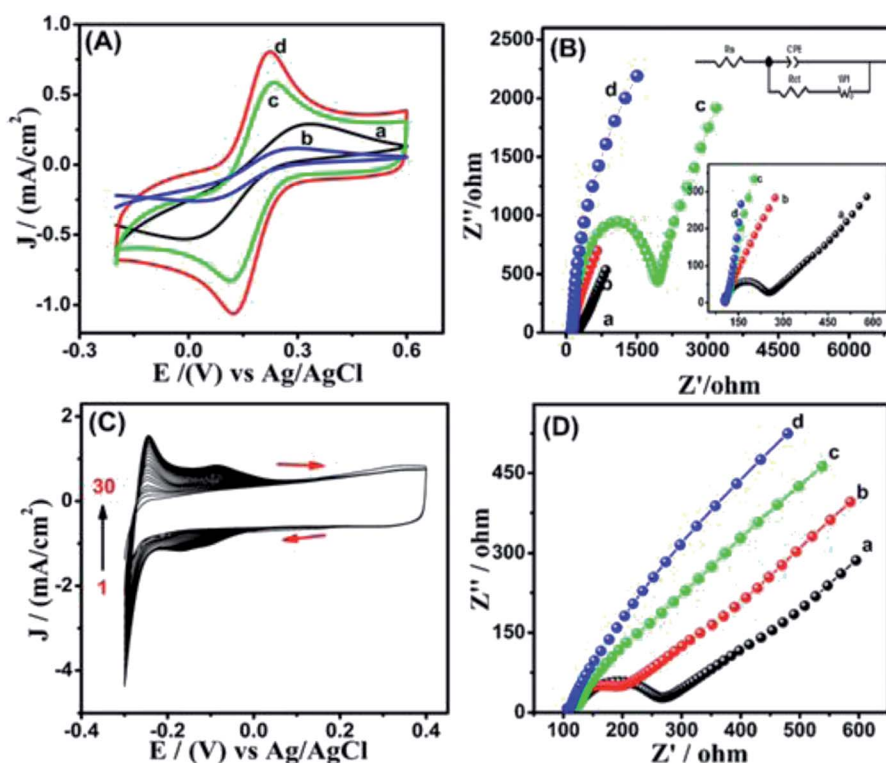 (A)
1.0
0.5
0.0
-0.5
-1.0
J / (mA/cm²)
d
c
a
b
-0.3 0.0 0.3 0.6
E /(V) vs Ag/AgCl
(B)
2500
2000
1500
1000
500
0
Z''/ohm
d
c
b
a
Rs CPE
Rct
300
200
100
0
c
d
b
a
150 300 450 600
0 1500 3000 4500 6000
Z'/ohm
(C)
2
0
-2
-4
J / (mA/cm²)
30
1
-0.2 0.0 0.2 0.4
E / (V) vs Ag/AgCl
(D)
450
300
150
0
Z'' / ohm
d
c
b
a
100 200 300 400 500 600
Z' / ohm